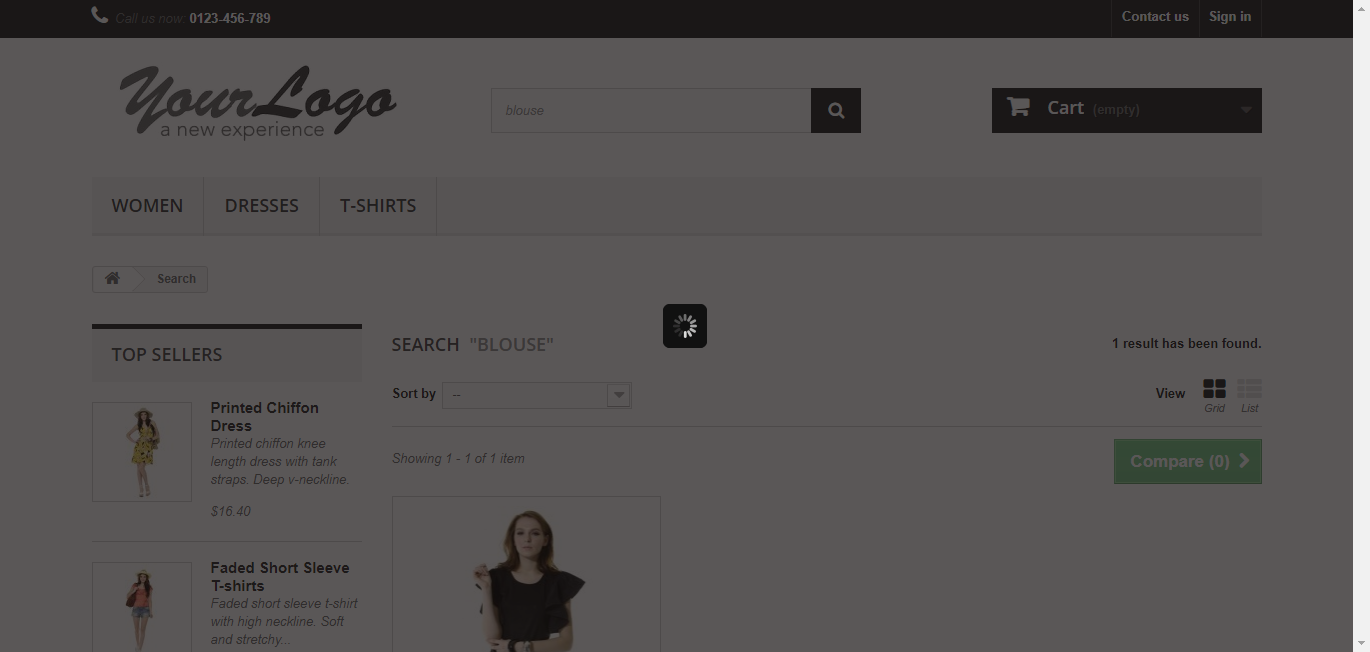 Call us now: 0123-456-789
Contact us
Sign in
YourLogo
a new experience
blouse
Cart (empty)
WOMEN
DRESSES
T-SHIRTS
Search
TOP SELLERS
Printed Chiffon
Dress
Printed chiffon knee
length dress with tank
straps. Deep v-neckline.
$16.40
Faded Short Sleeve
T-shirts
Faded short sleeve t-shirt
with high neckline. Soft
and stretchy...
SEARCH "BLOUSE"
1 result has been found.
Sort by --
View
Grid
List
Showing 1 - 1 of 1 item
Compare (0)